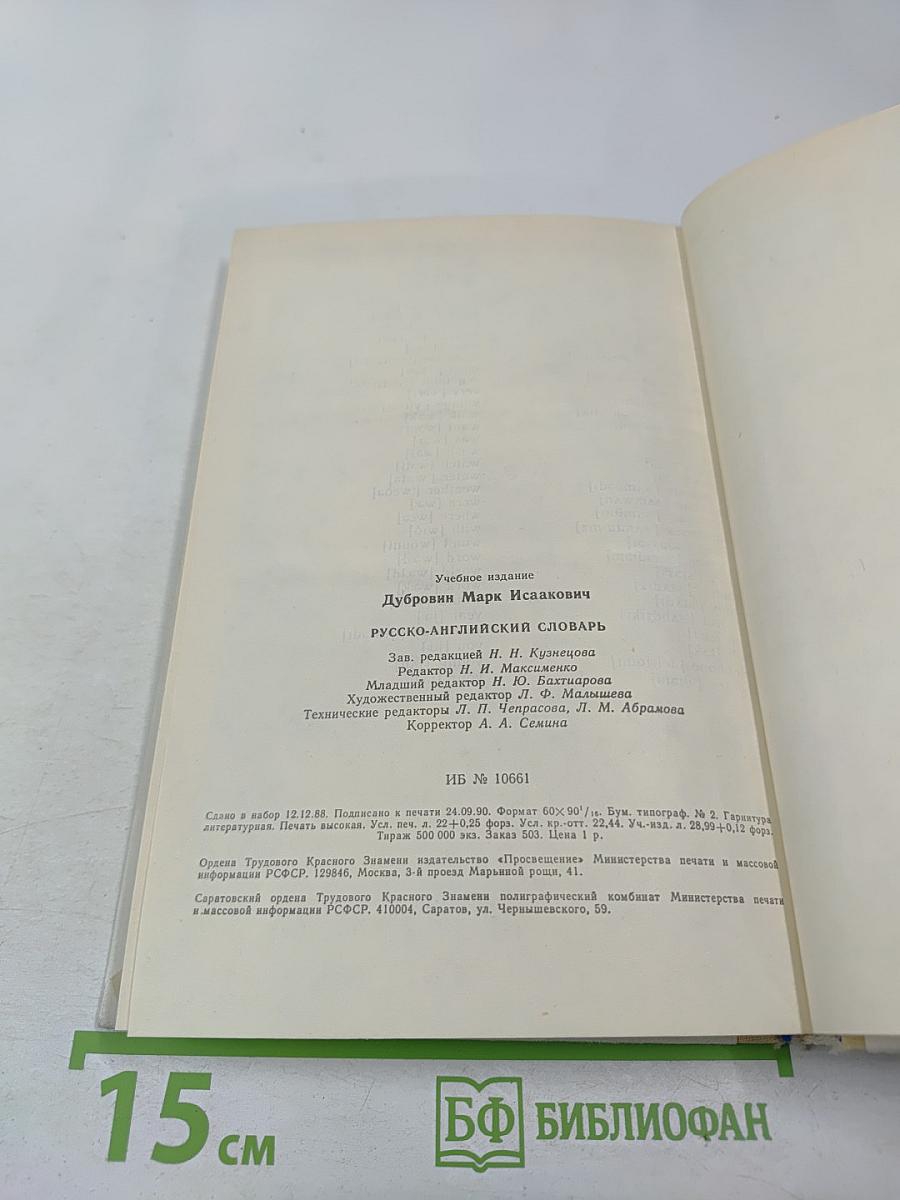 Учебное издание
Дубровин Марк Исаакович
РУССКО-АНГЛИЙСКИЙ СЛОВАРЬ
Зав. редакцией Н. Н. Кузнецова
Редактор Н. И. Максименко
Младший редактор Н. Ю. Бахтиарова
Художественный редактор Л. Ф. Малышева
Технические редакторы Л. П. Чепрасова, Л. М. Абрамова
Корректор А. А. Семина
ИБ № 10661
Сдано в набор 12.12.88. Подписано к печати 24.09.90. Формат 60×90¹/₁₆. Бум. типограф. № 2. Гарнитура
литературная. Печать высокая. Усл. печ. л. 22+0,25 форз. Усл. кр.-отт. 22,44. Уч.-изд. л. 28,99+0,12 форз.
Тираж 500 000 экз. Заказ 503. Цена 1 р.
Ордена Трудового Красного Знамени издательство «Просвещение» Министерства печати и массовой
информации РСФСР. 129846, Москва, 3-й проезд Марьиной рощи, 41.
Саратовский ордена Трудового Красного Знамени полиграфический комбинат Министерства печати
и массовой информации РСФСР. 410004, Саратов, ул. Чернышевского, 59.
15 см
БФ БИБЛИОФАН